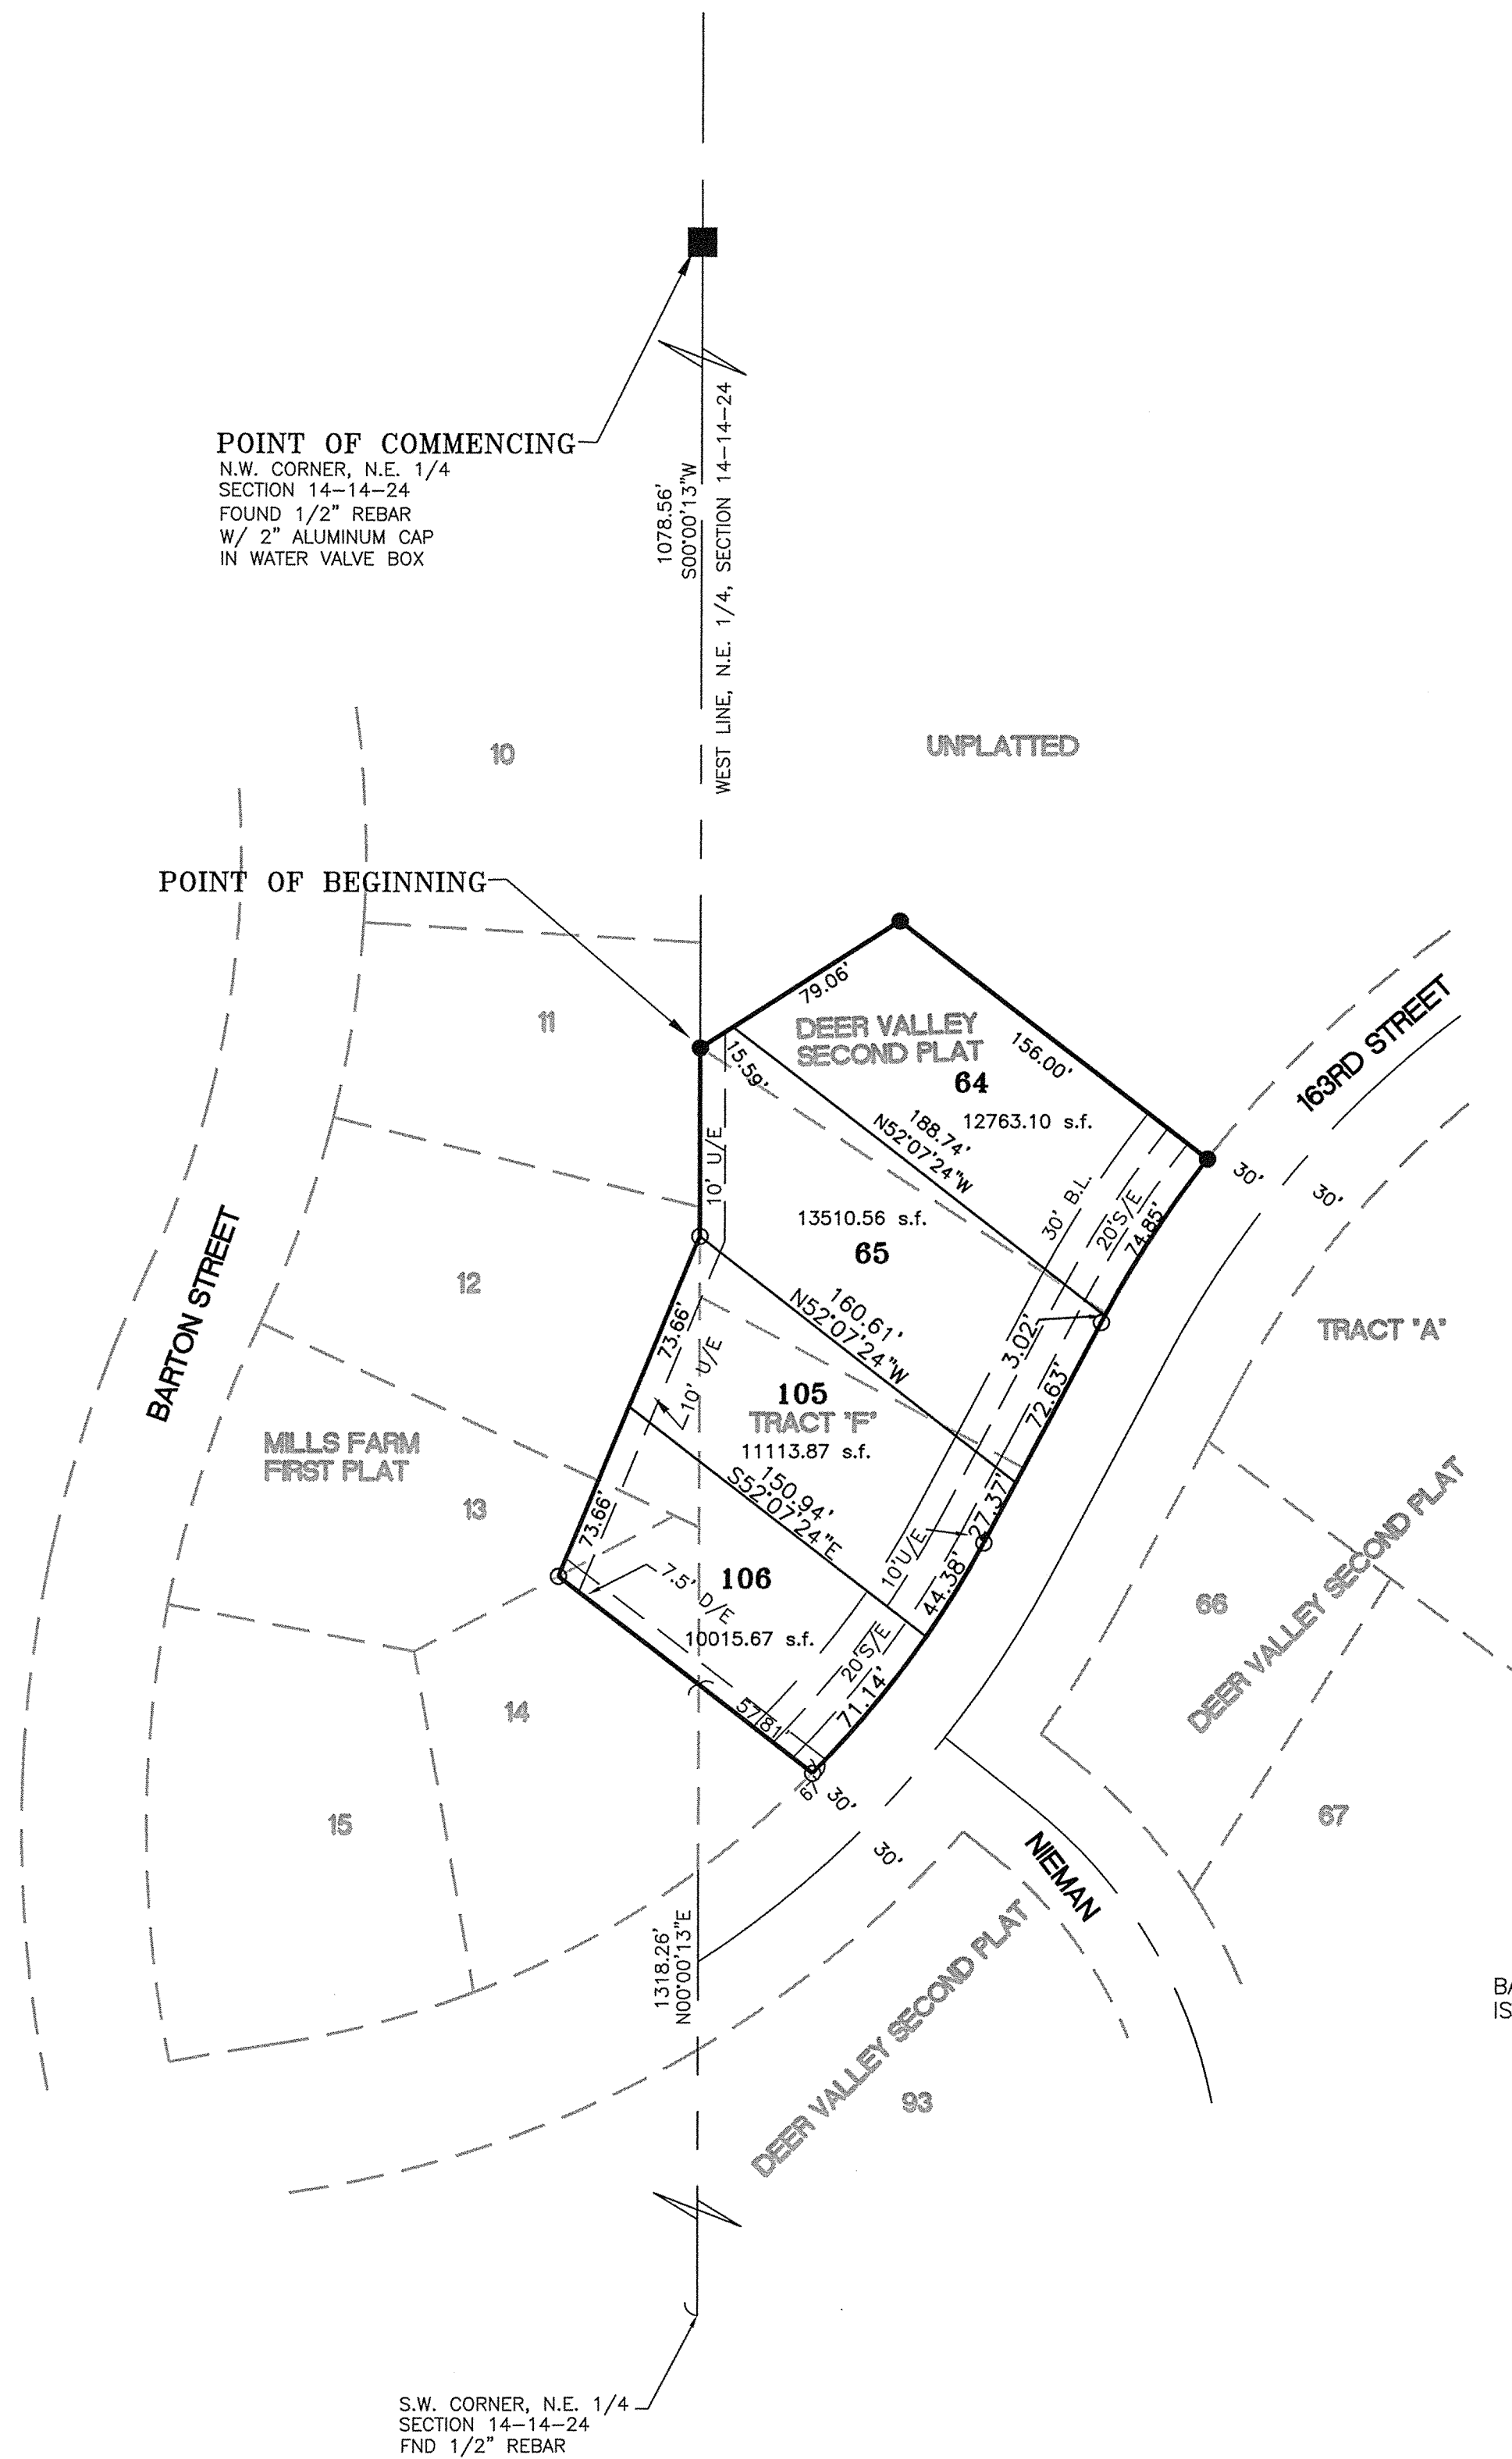 POINT OF COMMENCING
N.W. CORNER, N.E. 1/4
SECTION 14-14-24
FOUND 1/2" REBAR
W/ 2" ALUMINUM CAP
IN WATER VALVE BOX
1078.56'
S00°00'13"W
WEST LINE, N.E. 1/4, SECTION 14-14-24
10
UNPLATTED
POINT OF BEGINNING
79.06'
11
DEER VALLEY
SECOND PLAT
64
12763.10 s.f.
156.00'
163RD STREET
15.59'
188.74'
N52°07'24"W
10' U/E
30' B.L.
20'S/E
74.85'
30'
30'
13510.56 s.f.
65
BARTON STREET
12
160.61'
N52°07'24"W
3.02'
72.63'
TRACT "A"
73.66'
10' U/E
105
TRACT "F"
11113.87 s.f.
MILLS FARM
FIRST PLAT
150.94'
S52°07'24"E
27.37'
13
73.66'
10'U/E
44.38'
7.5' D/E
106
10015.67 s.f.
20'S/E
71.14'
66
DEER VALLEY SECOND PLAT
14
30'
30'
15
67
NIEMAN
1318.26'
N00°00'13"E
DEER VALLEY SECOND PLAT
93
S.W. CORNER, N.E. 1/4
SECTION 14-14-24
FND 1/2" REBAR